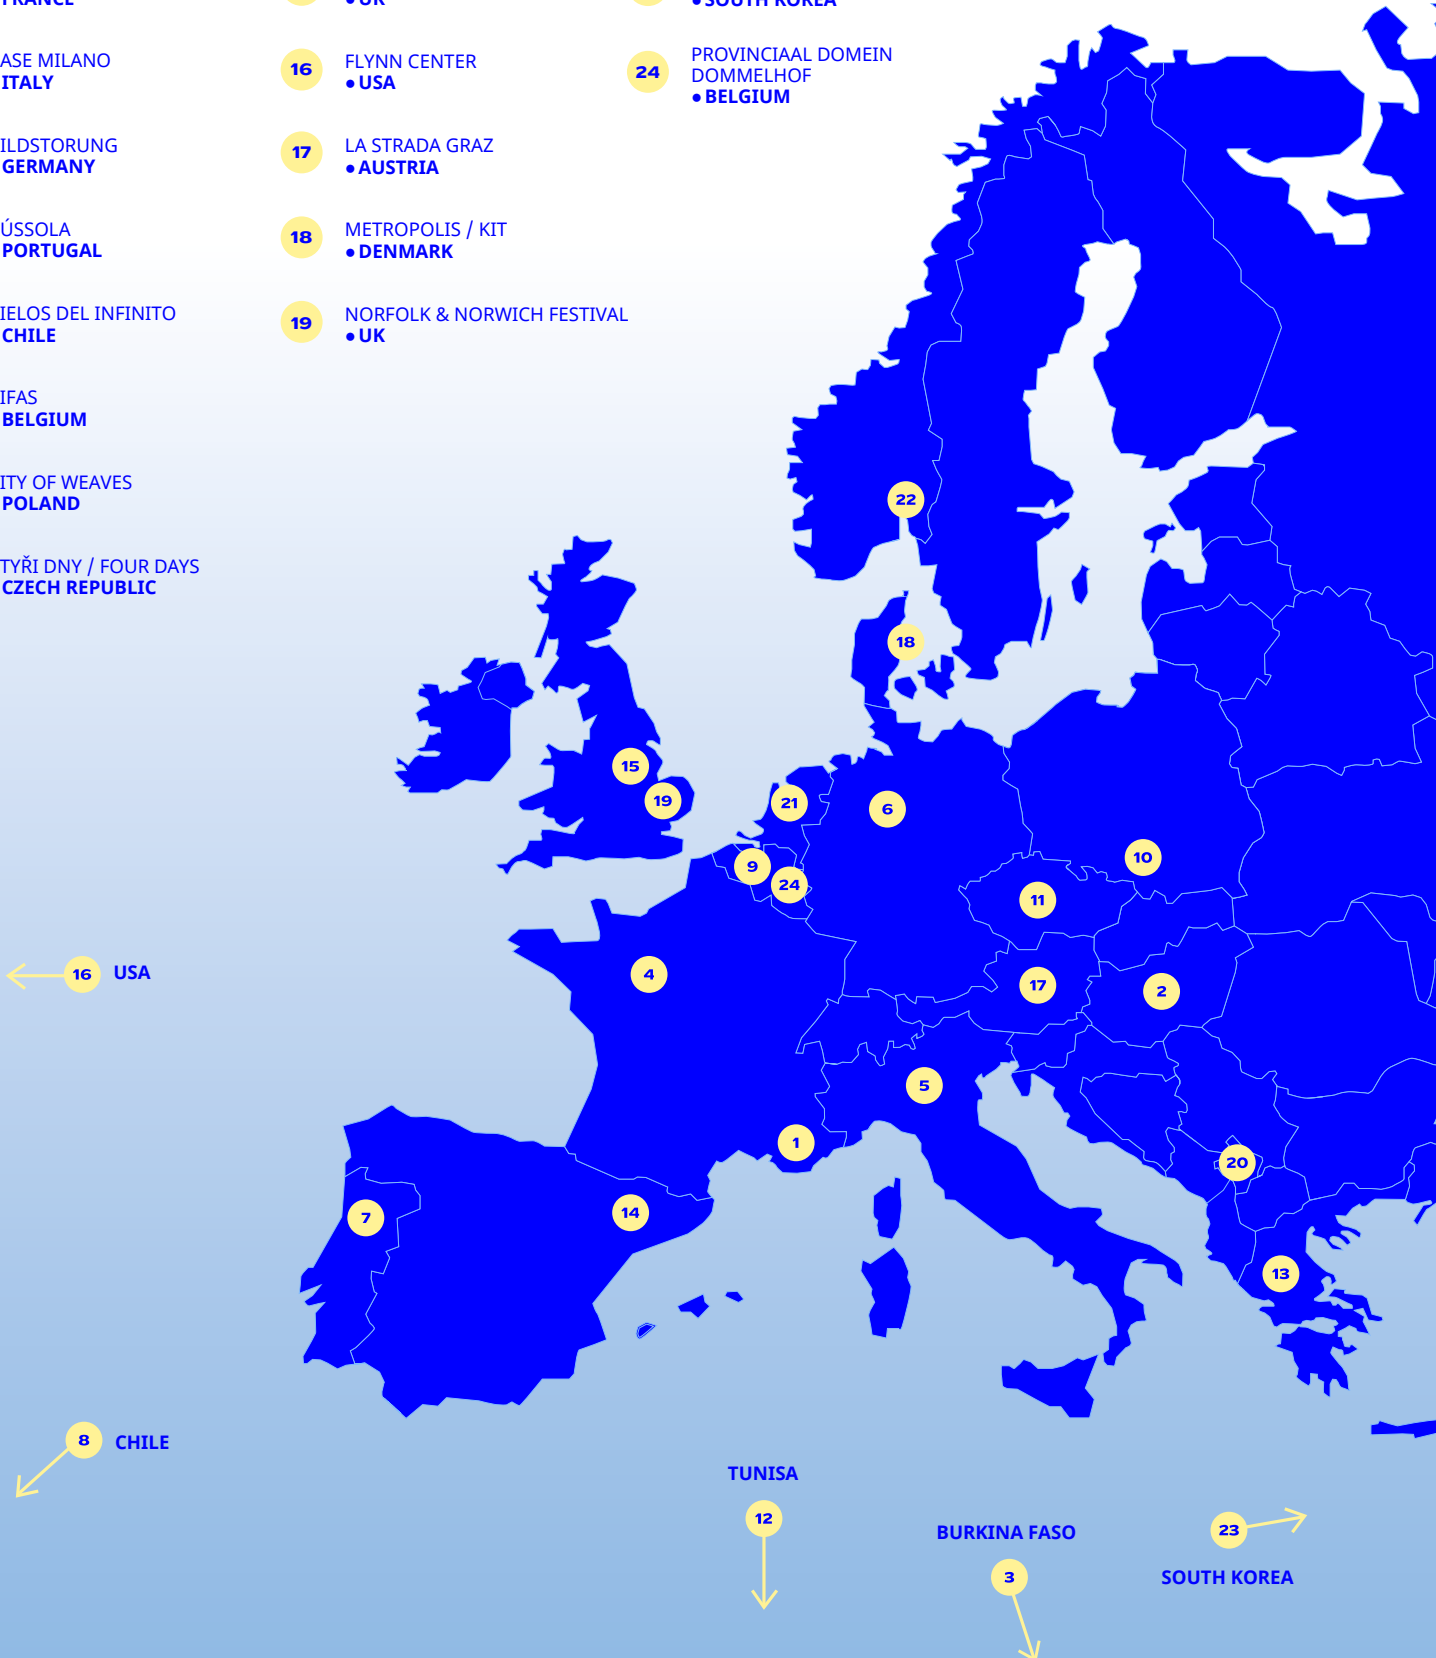 FRANCE
ASE MILANO
ITALY
ILDSTORUNG
GERMANY
ÚSSOLA
PORTUGAL
IELOS DEL INFINITO
CHILE
IFAS
BELGIUM
ITY OF WEAVES
POLAND
TYŘI DNY / FOUR DAYS
CZECH REPUBLIC
● UK
16 FLYNN CENTER
● USA
17 LA STRADA GRAZ
● AUSTRIA
18 METROPOLIS / KIT
● DENMARK
19 NORFOLK & NORWICH FESTIVAL
● UK
● SOUTH KOREA
24 PROVINCIAAL DOMEIN
DOMMELHOF
● BELGIUM
22
18
15
19
21
6
9
24
10
11
4
17
2
5
1
20
7
14
13
16 USA
8 CHILE
TUNISA
12
BURKINA FASO
3
23
SOUTH KOREA